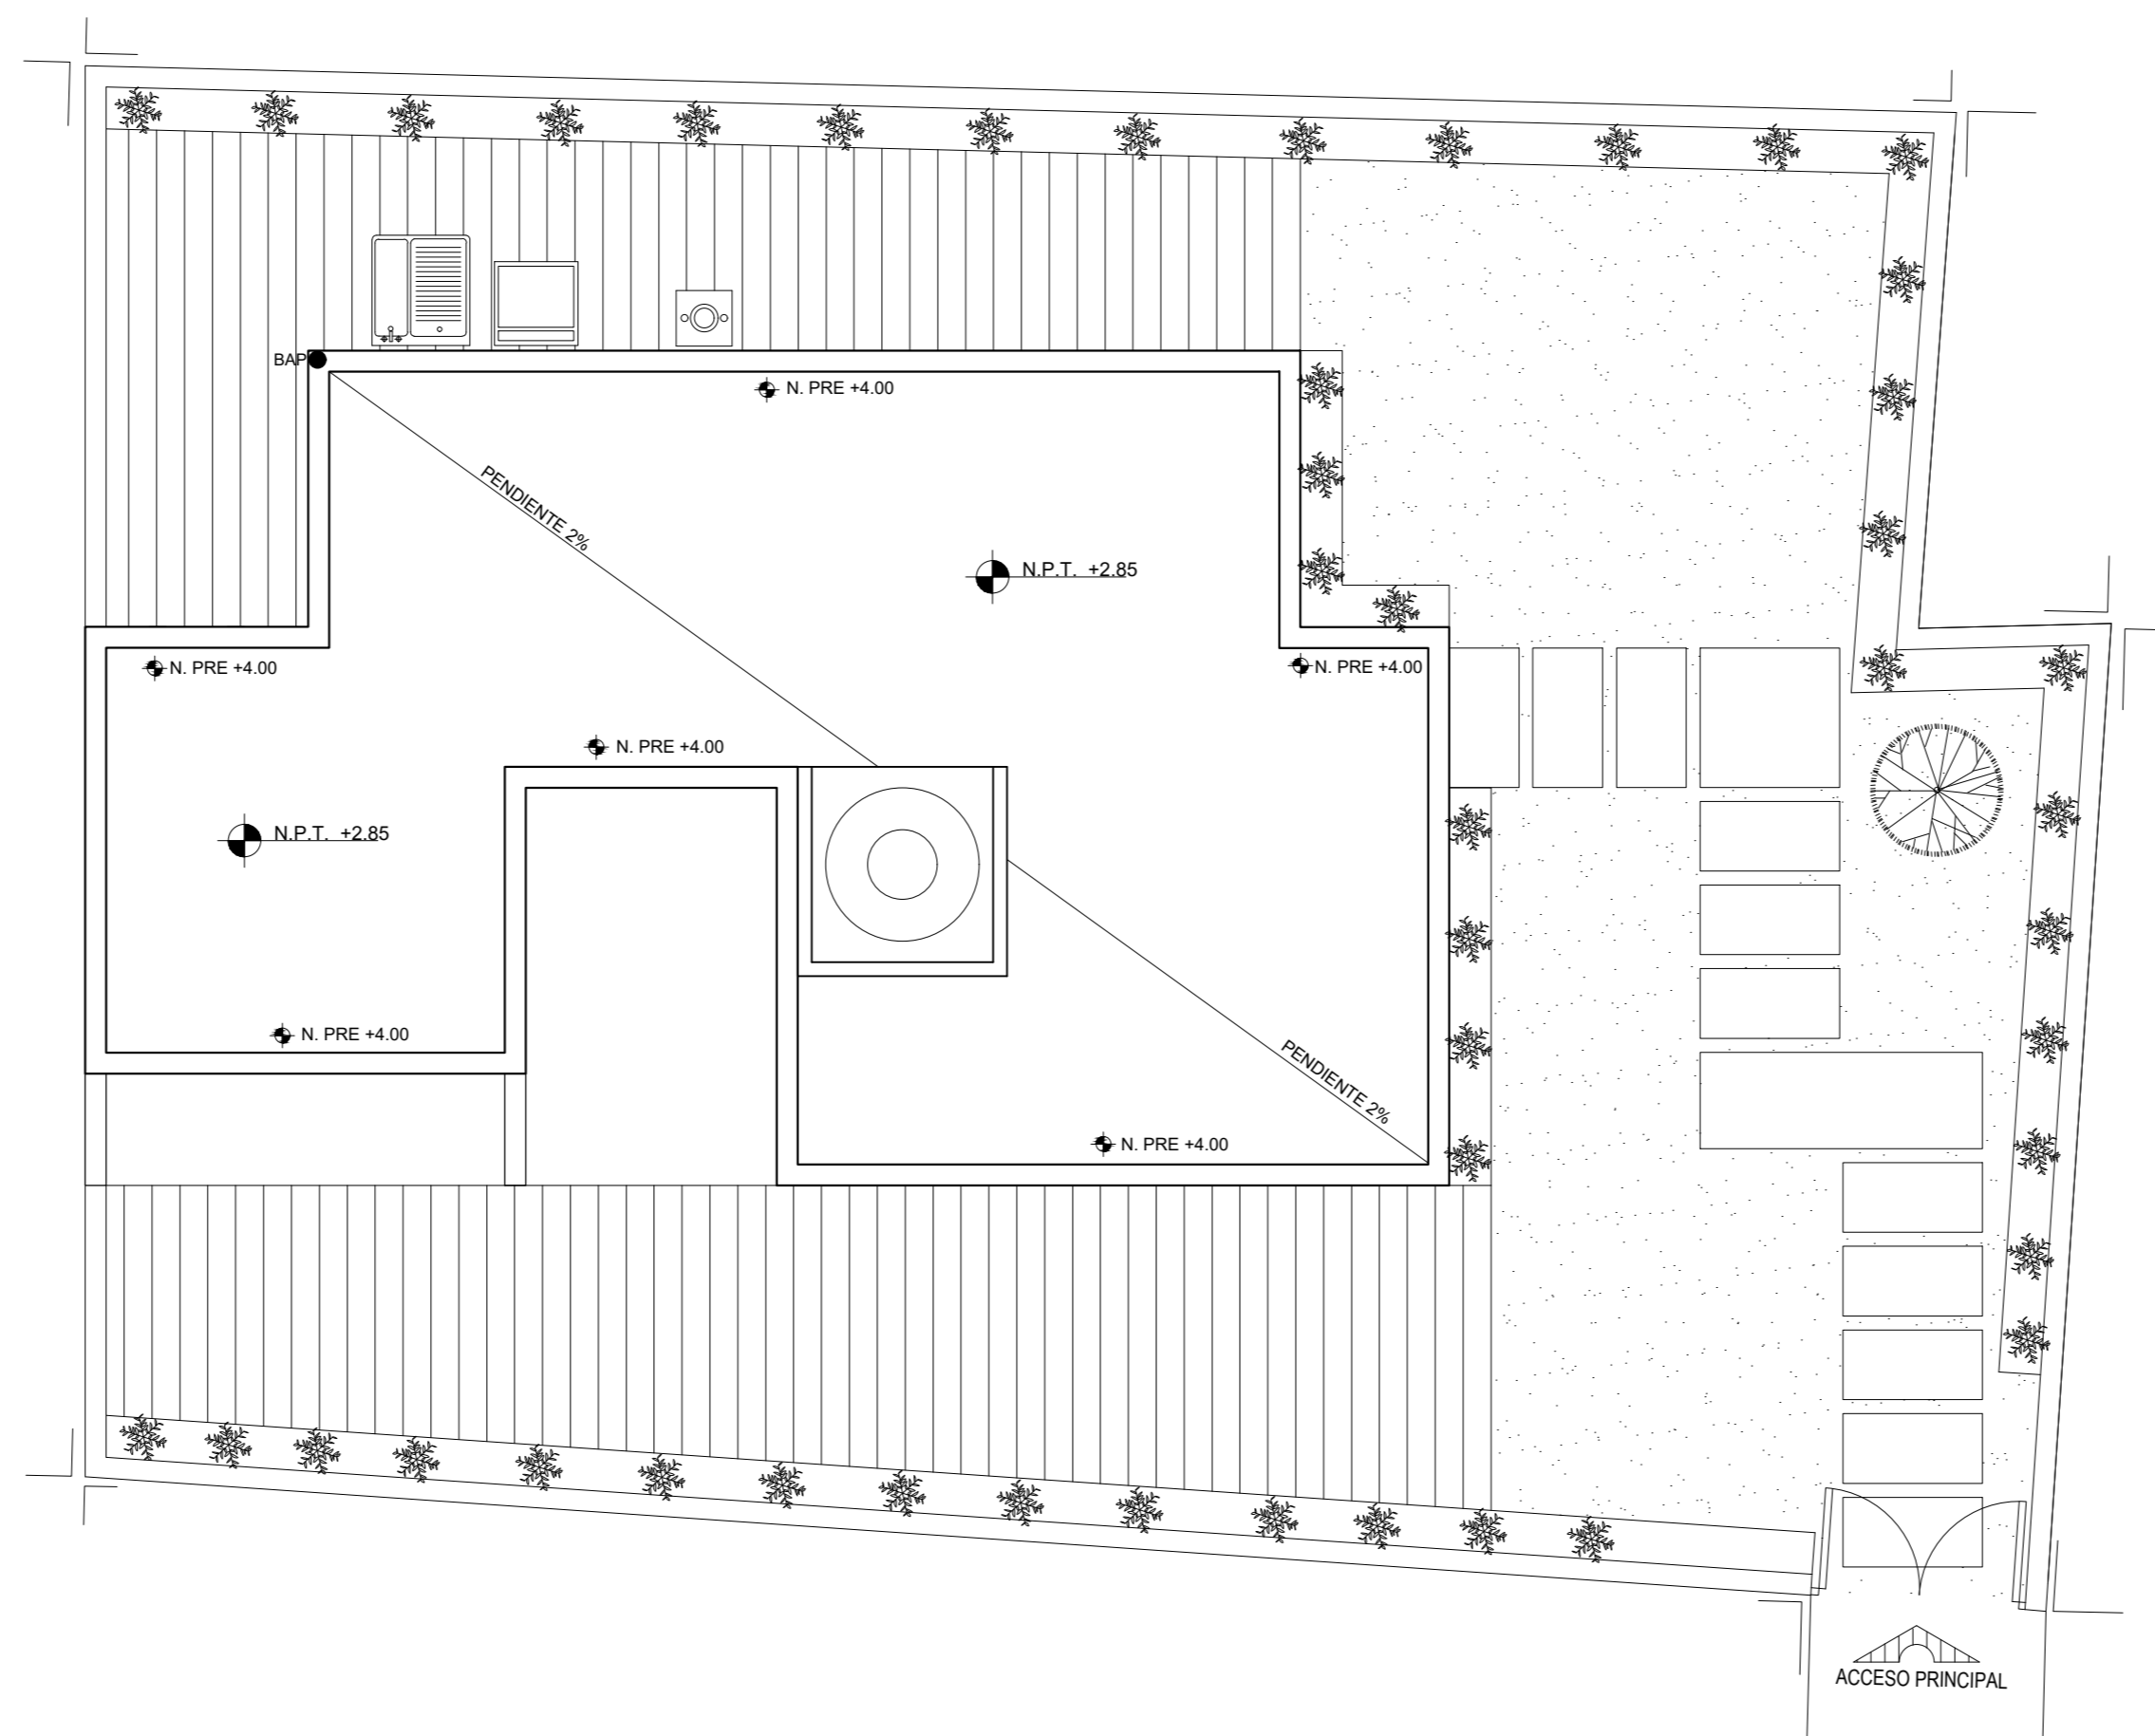 BAP
N. PRE +4.00
PENDIENTE 2%
N.P.T. +2.85
N. PRE +4.00
N. PRE +4.00
N. PRE +4.00
N.P.T. +2.85
N. PRE +4.00
PENDIENTE 2%
N. PRE +4.00
ACCESO PRINCIPAL